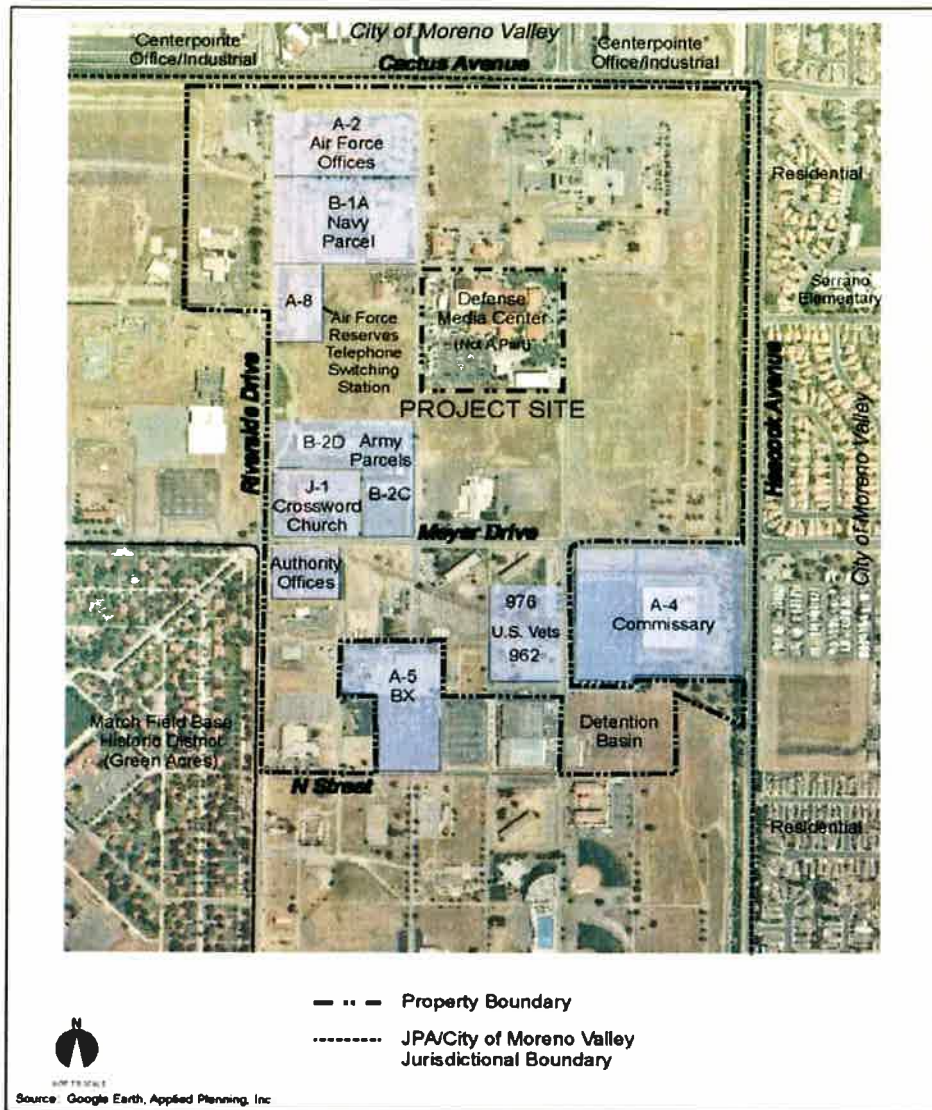 City of Moreno Valley
"Centerpointe"
Office/Industrial
"Centerpointe"
Office/Industrial
Cactus Avenue
A-2
Air Force
Offices
Residential
B-1A
Navy
Parcel
Serrano
Elementary
A-8
Air Force
Reserves
Telephone
Switching
Station
Defense
Media Center
(Not A Part)
Riverside Drive
PROJECT SITE
Heacock Avenue
City of Moreno Valley
B-2D Army
Parcels
J-1
Crossword
Church
B-2C
Meyer Drive
Authority
Offices
976
U.S. Vets
962
A-4
Commissary
A-5
BX
March Field Base
Historic District
(Green Acres)
Detention
Basin
N Street
Residential
Property Boundary
JPA/City of Moreno Valley
Jurisdictional Boundary
N
NOT TO SCALE
Source: Google Earth, Applied Planning, Inc